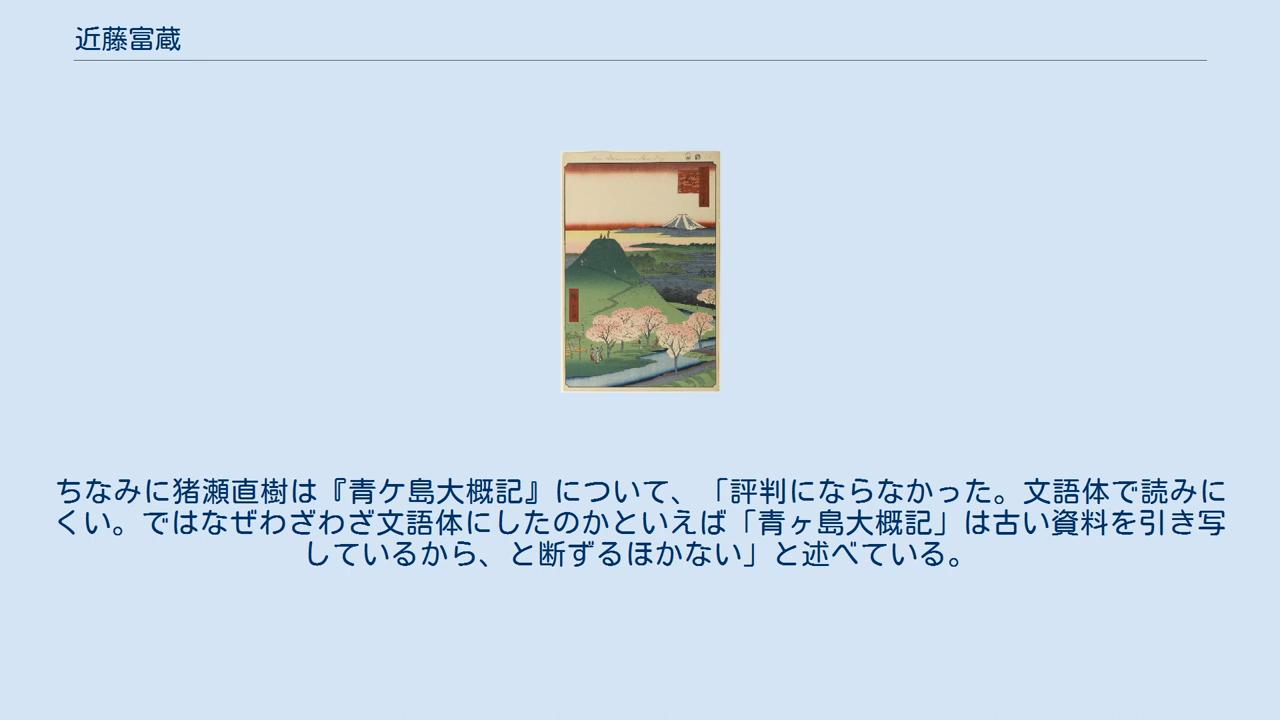 近藤富蔵
ちなみに猪瀬直樹は『青ケ島大概記』について、「評判にならなかった。文語体で読みに
くい。ではなぜわざわざ文語体にしたのかといえば「青ヶ島大概記」は古い資料を引き写
しているから、と断ずるほかない」と述べている。